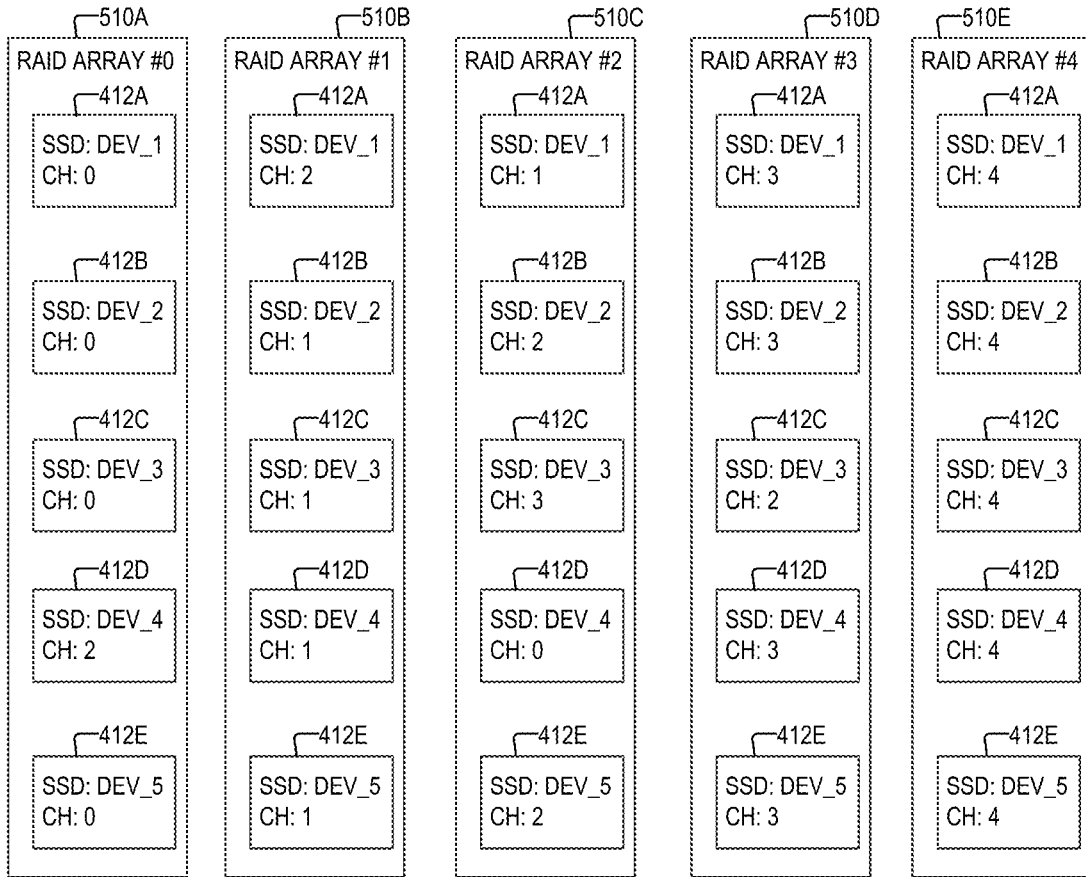 510A
RAID ARRAY #0
412A
SSD: DEV_1
CH: 0
412B
SSD: DEV_2
CH: 0
412C
SSD: DEV_3
CH: 0
412D
SSD: DEV_4
CH: 2
412E
SSD: DEV_5
CH: 0
510B
RAID ARRAY #1
412A
SSD: DEV_1
CH: 2
412B
SSD: DEV_2
CH: 1
412C
SSD: DEV_3
CH: 1
412D
SSD: DEV_4
CH: 1
412E
SSD: DEV_5
CH: 1
510C
RAID ARRAY #2
412A
SSD: DEV_1
CH: 1
412B
SSD: DEV_2
CH: 2
412C
SSD: DEV_3
CH: 3
412D
SSD: DEV_4
CH: 0
412E
SSD: DEV_5
CH: 2
510D
RAID ARRAY #3
412A
SSD: DEV_1
CH: 3
412B
SSD: DEV_2
CH: 3
412C
SSD: DEV_3
CH: 2
412D
SSD: DEV_4
CH: 3
412E
SSD: DEV_5
CH: 3
510E
RAID ARRAY #4
412A
SSD: DEV_1
CH: 4
412B
SSD: DEV_2
CH: 4
412C
SSD: DEV_3
CH: 4
412D
SSD: DEV_4
CH: 4
412E
SSD: DEV_5
CH: 4